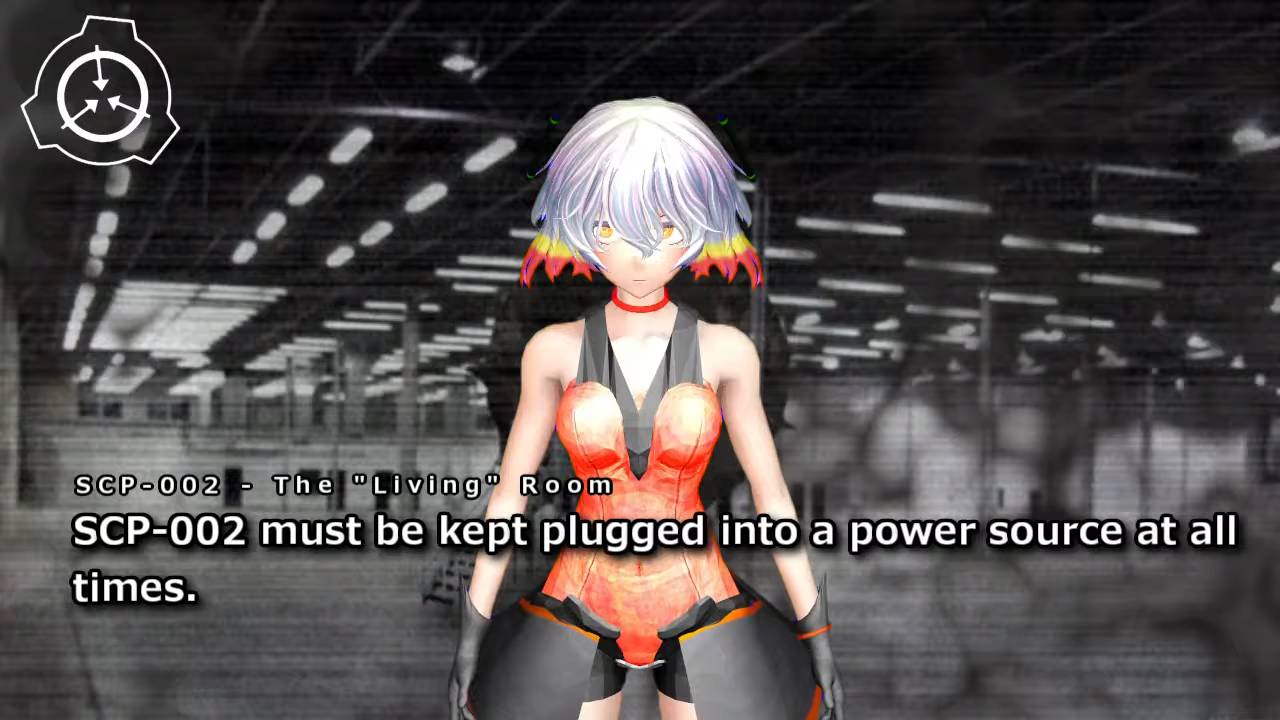 SCP-002 - The "Living" Room
SCP-002 must be kept plugged into a power source at all
times.